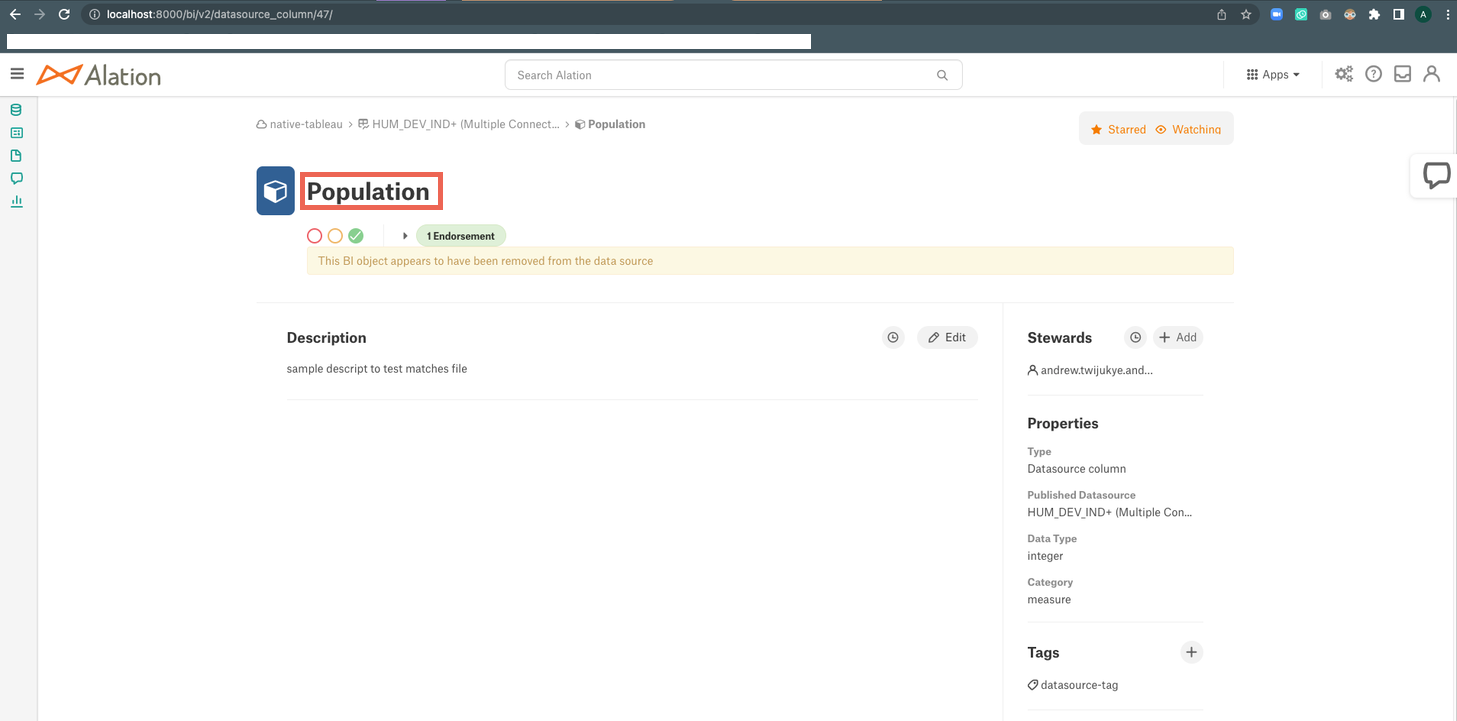 localhost:8000/bi/v2/datasource_column/47/
A
Alation
Search Alation
Apps
?
native-tableau > HUM_DEV_IND+ (Multiple Connect... > Population
Starred Watching
Population
1 Endorsement
This BI object appears to have been removed from the data source
Description
Edit
sample descript to test matches file
Stewards
Add
andrew.twijukye.and...
Properties
Type
Datasource column
Published Datasource
HUM_DEV_IND+ (Multiple Con...
Data Type
integer
Category
measure
Tags
datasource-tag